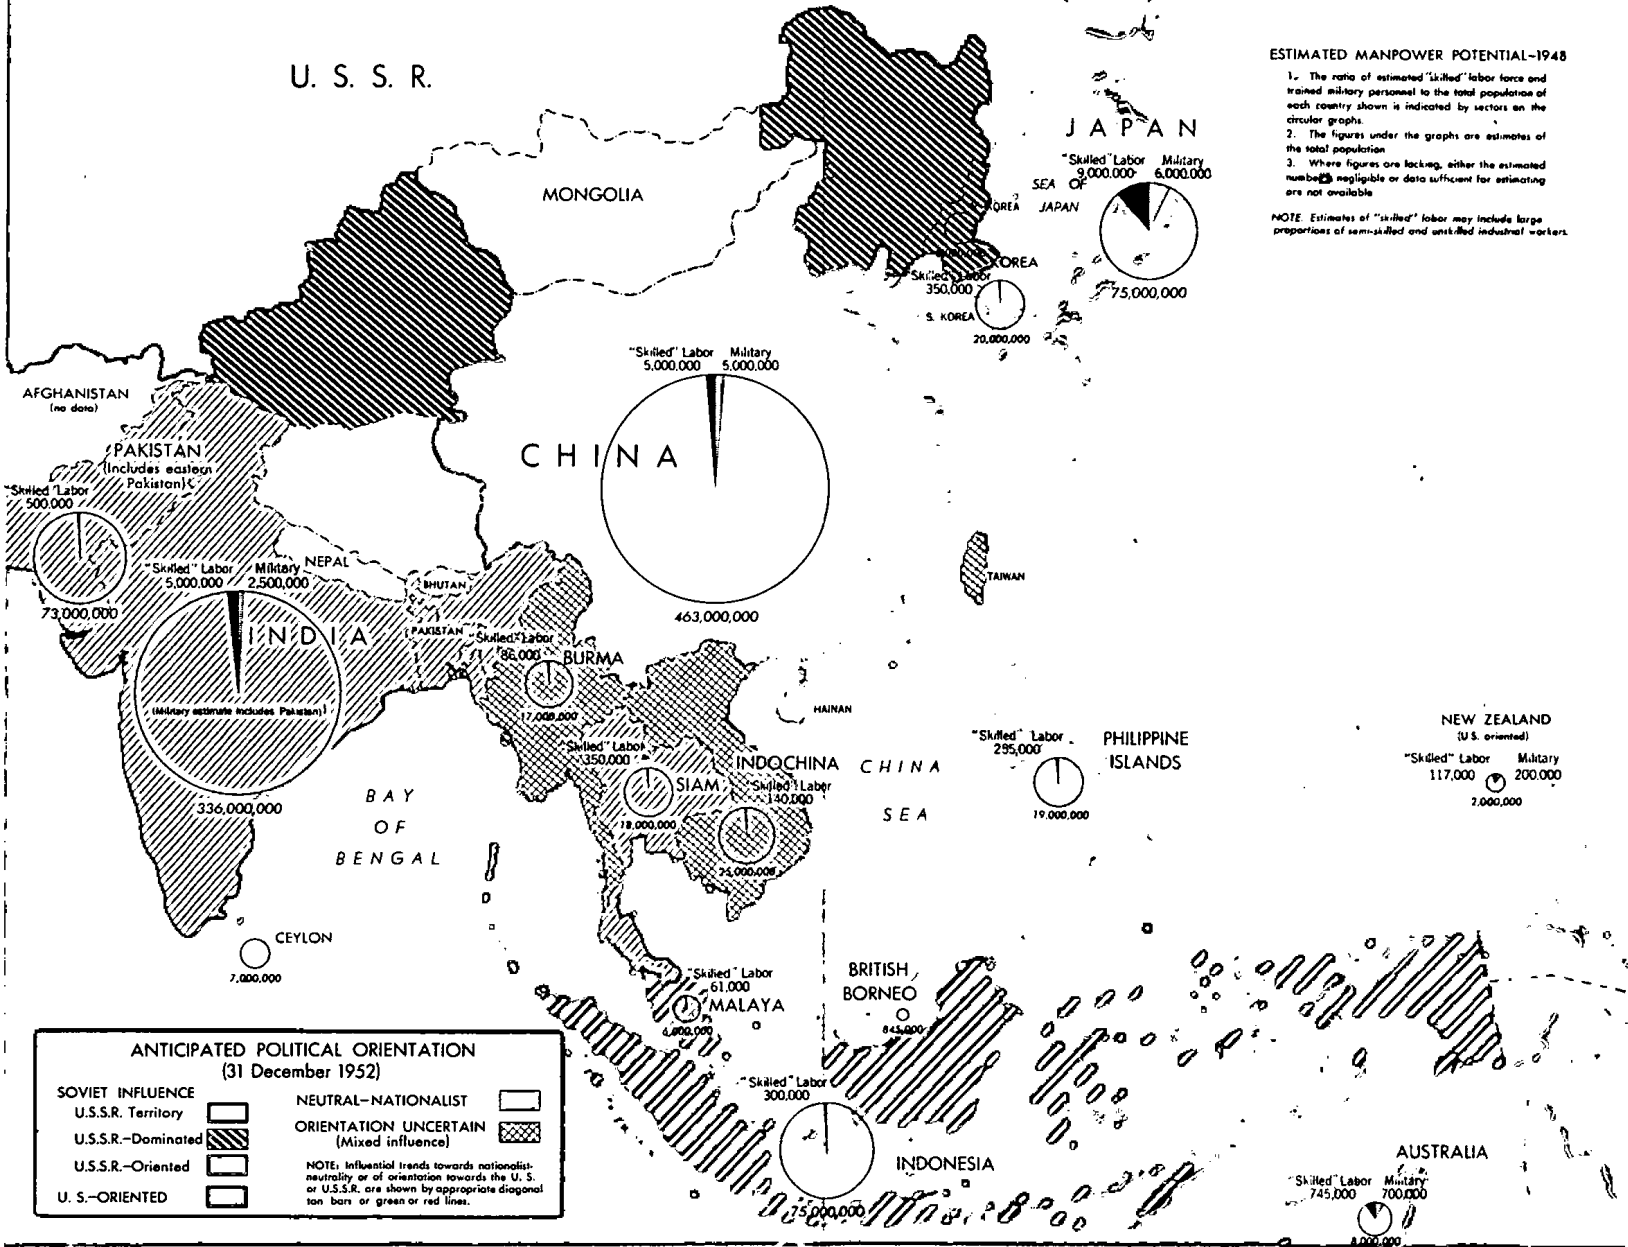 U. S. S. R.
ESTIMATED MANPOWER POTENTIAL–1948
1. The ratio of estimated "skilled" labor force and
trained military personnel to the total population of
each country shown is indicated by sectors on the
circular graphs.
2. The figures under the graphs are estimates of
the total population
3. Where figures are lacking, either the estimated
negligible or data sufficient for estimating
are not available
NOTE: Estimates of "skilled" labor may include large
proportions of semi-skilled and unskilled industrial workers.
JAPAN
"Skilled" Labor Military
9,000,000 6,000,000
75,000,000
SEA OF
JAPAN
MONGOLIA
KOREA
KOREA
"Skilled" Labor
350,000
S. KOREA
20,000,000
AFGHANISTAN
(no data)
PAKISTAN
(Includes eastern
Pakistan)
"Skilled" Labor
500,000
73,000,000
"Skilled" Labor Military
5,000,000 5,000,000
CHINA
463,000,000
NEPAL
BHUTAN
PAKISTAN
"Skilled" Labor Military
5,000,000 2,500,000
INDIA
(Military estimate includes Pakistan)
336,000,000
TAIWAN
"Skilled" Labor
86,000
BURMA
17,000,000
HAINAN
"Skilled" Labor
350,000
SIAM
18,000,000
INDOCHINA
"Skilled" Labor
140,000
25,000,000
CHINA
SEA
"Skilled" Labor
295,000
PHILIPPINE
ISLANDS
19,000,000
NEW ZEALAND
(U.S. oriented)
"Skilled" Labor Military
117,000 200,000
2,000,000
BAY
OF
BENGAL
CEYLON
7,000,000
"Skilled" Labor
61,000
MALAYA
6,000,000
BRITISH
BORNEO
845,000
"Skilled" Labor
300,000
INDONESIA
75,000,000
AUSTRALIA
"Skilled" Labor Military
745,000 700,000
8,000,000
ANTICIPATED POLITICAL ORIENTATION
(31 December 1952)
SOVIET INFLUENCE
U.S.S.R. Territory
U.S.S.R.–Dominated
U.S.S.R.–Oriented
U. S.–ORIENTED
NEUTRAL–NATIONALIST
ORIENTATION UNCERTAIN
(Mixed influence)
NOTE: Influential trends towards nationalist-
neutrality or of orientation towards the U. S.
or U.S.S.R. are shown by appropriate diagonal
tan bars or green or red lines.